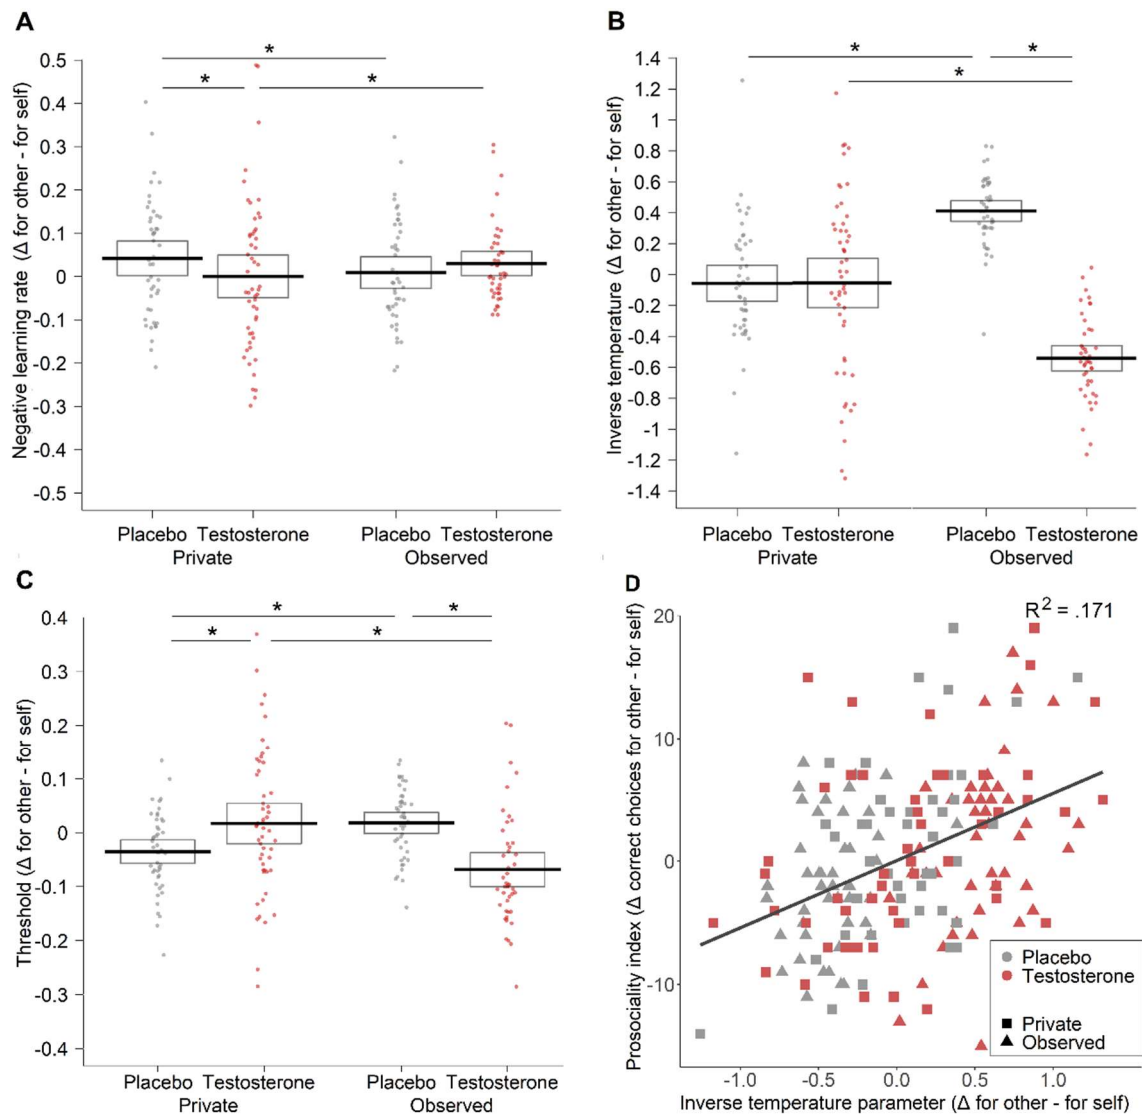 A
*
*
*
0.5
0.4
0.3
0.2
0.1
0
-0.1
-0.2
-0.3
-0.4
-0.5
Negative learning rate (Δ for other - for self)
Placebo Testosterone Placebo Testosterone
Private Observed
B
*
*
*
1.4
1.2
1
0.8
0.6
0.4
0.2
0
-0.2
-0.4
-0.6
-0.8
-1
-1.2
-1.4
Inverse temperature (Δ for other - for self)
Placebo Testosterone Placebo Testosterone
Private Observed
C
*
*
*
*
0.4
0.3
0.2
0.1
0
-0.1
-0.2
-0.3
-0.4
Threshold (Δ for other - for self)
Placebo Testosterone Placebo Testosterone
Private Observed
D
R² = .171
20
10
0
-10
Prosociality index (Δ correct choices for other - for self)
Placebo
Testosterone
Private
Observed
-1.0 -0.5 0.0 0.5 1.0
Inverse temperature parameter (Δ for other - for self)